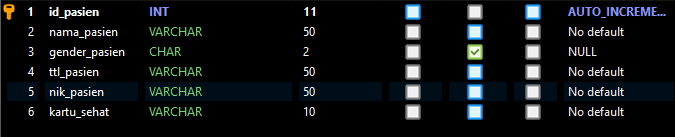 1 id_pasien INT 11 AUTO_INCREME...
2 nama_pasien VARCHAR 50 No default
3 gender_pasien CHAR 2 NULL
4 ttl_pasien VARCHAR 50 No default
5 nik_pasien VARCHAR 50 No default
6 kartu_sehat VARCHAR 10 No default